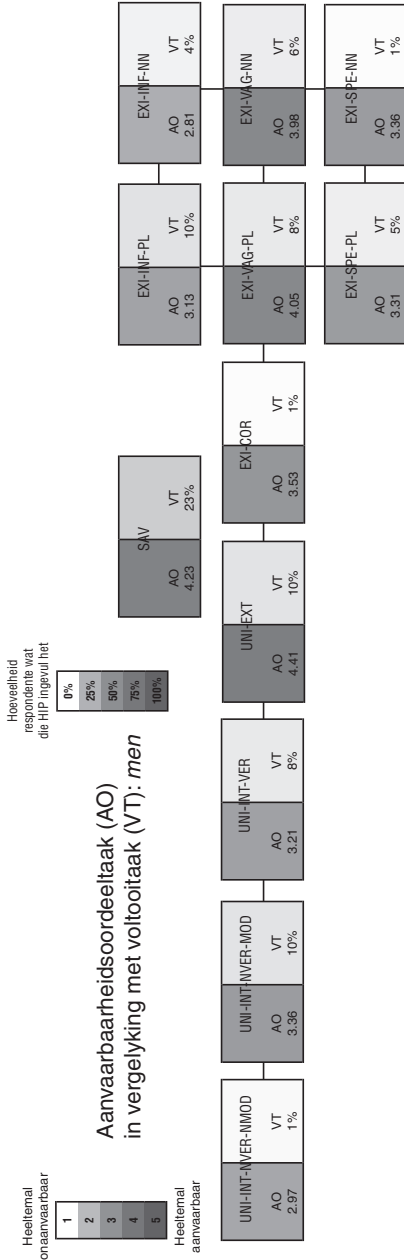 Heeltemal
onaanvaarbaar
1
2
3
4
5
Heeltemal
aanvaarbaar
Aanvaarbaarheidsoordeeltaak (AO)
in vergelyking met voltooitaak (VT): men
Hoeveelheid
respondente wat
die HIP ingevul het
0%
25%
50%
75%
100%
SAV
AO VT
4.23 23%
EXI-INF-PL
AO VT
3.13 10%
EXI-INF-NN
AO VT
2.81 4%
UNI-INT-NVER-NMOD
AO VT
2.97 1%
UNI-INT-NVER-MOD
AO VT
3.36 10%
UNI-INT-VER
AO VT
3.21 8%
UNI-EXT
AO VT
4.41 10%
EXI-COR
AO VT
3.53 1%
EXI-VAG-PL
AO VT
4.05 8%
EXI-VAG-NN
AO VT
3.98 6%
EXI-SPE-PL
AO VT
3.31 5%
EXI-SPE-NN
AO VT
3.36 1%